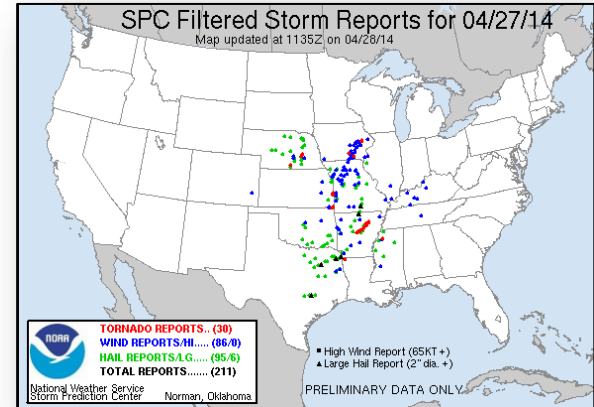 SPC Filtered Storm Reports for 04/27/14
Map updated at 1135Z on 04/28/14
NOAA
TORNADO REPORTS.. (30)
WIND REPORTS/HI..... (86/0)
HAIL REPORTS/LG..... (95/6)
TOTAL REPORTS....... (211)
National Weather Service
Storm Prediction Center Norman, Oklahoma
High Wind Report (65KT +)
Large Hail Report (2" dia. +)
PRELIMINARY DATA ONLY